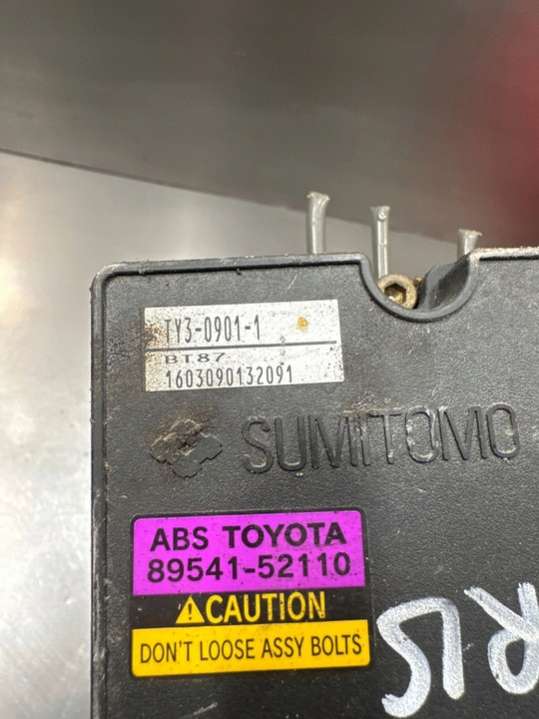 TY3-0901-1
BT87
1603090132091
SUMITOMO
ABS TOYOTA
89541-52110
CAUTION
DON'T LOOSE ASSY BOLTS